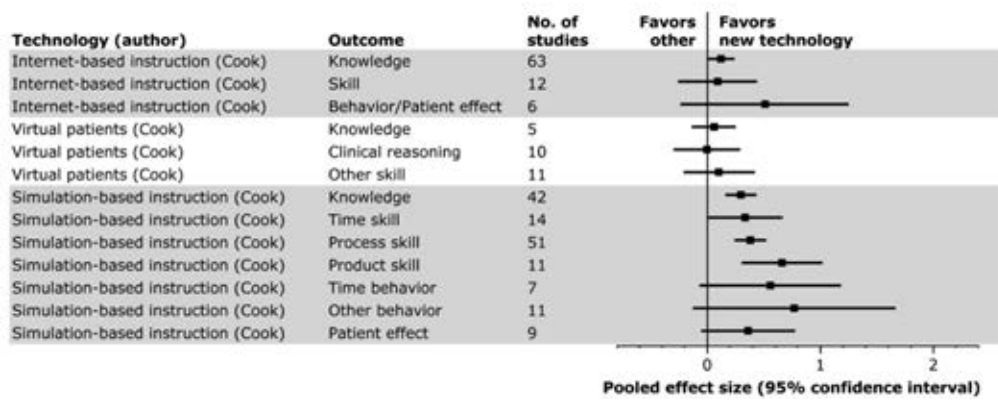 Technology (author) Outcome No. of studies Favors other Favors new technology
Internet-based instruction (Cook) Knowledge 63
Internet-based instruction (Cook) Skill 12
Internet-based instruction (Cook) Behavior/Patient effect 6
Virtual patients (Cook) Knowledge 5
Virtual patients (Cook) Clinical reasoning 10
Virtual patients (Cook) Other skill 11
Simulation-based instruction (Cook) Knowledge 42
Simulation-based instruction (Cook) Time skill 14
Simulation-based instruction (Cook) Process skill 51
Simulation-based instruction (Cook) Product skill 11
Simulation-based instruction (Cook) Time behavior 7
Simulation-based instruction (Cook) Other behavior 11
Simulation-based instruction (Cook) Patient effect 9
0 1 2
Pooled effect size (95% confidence interval)